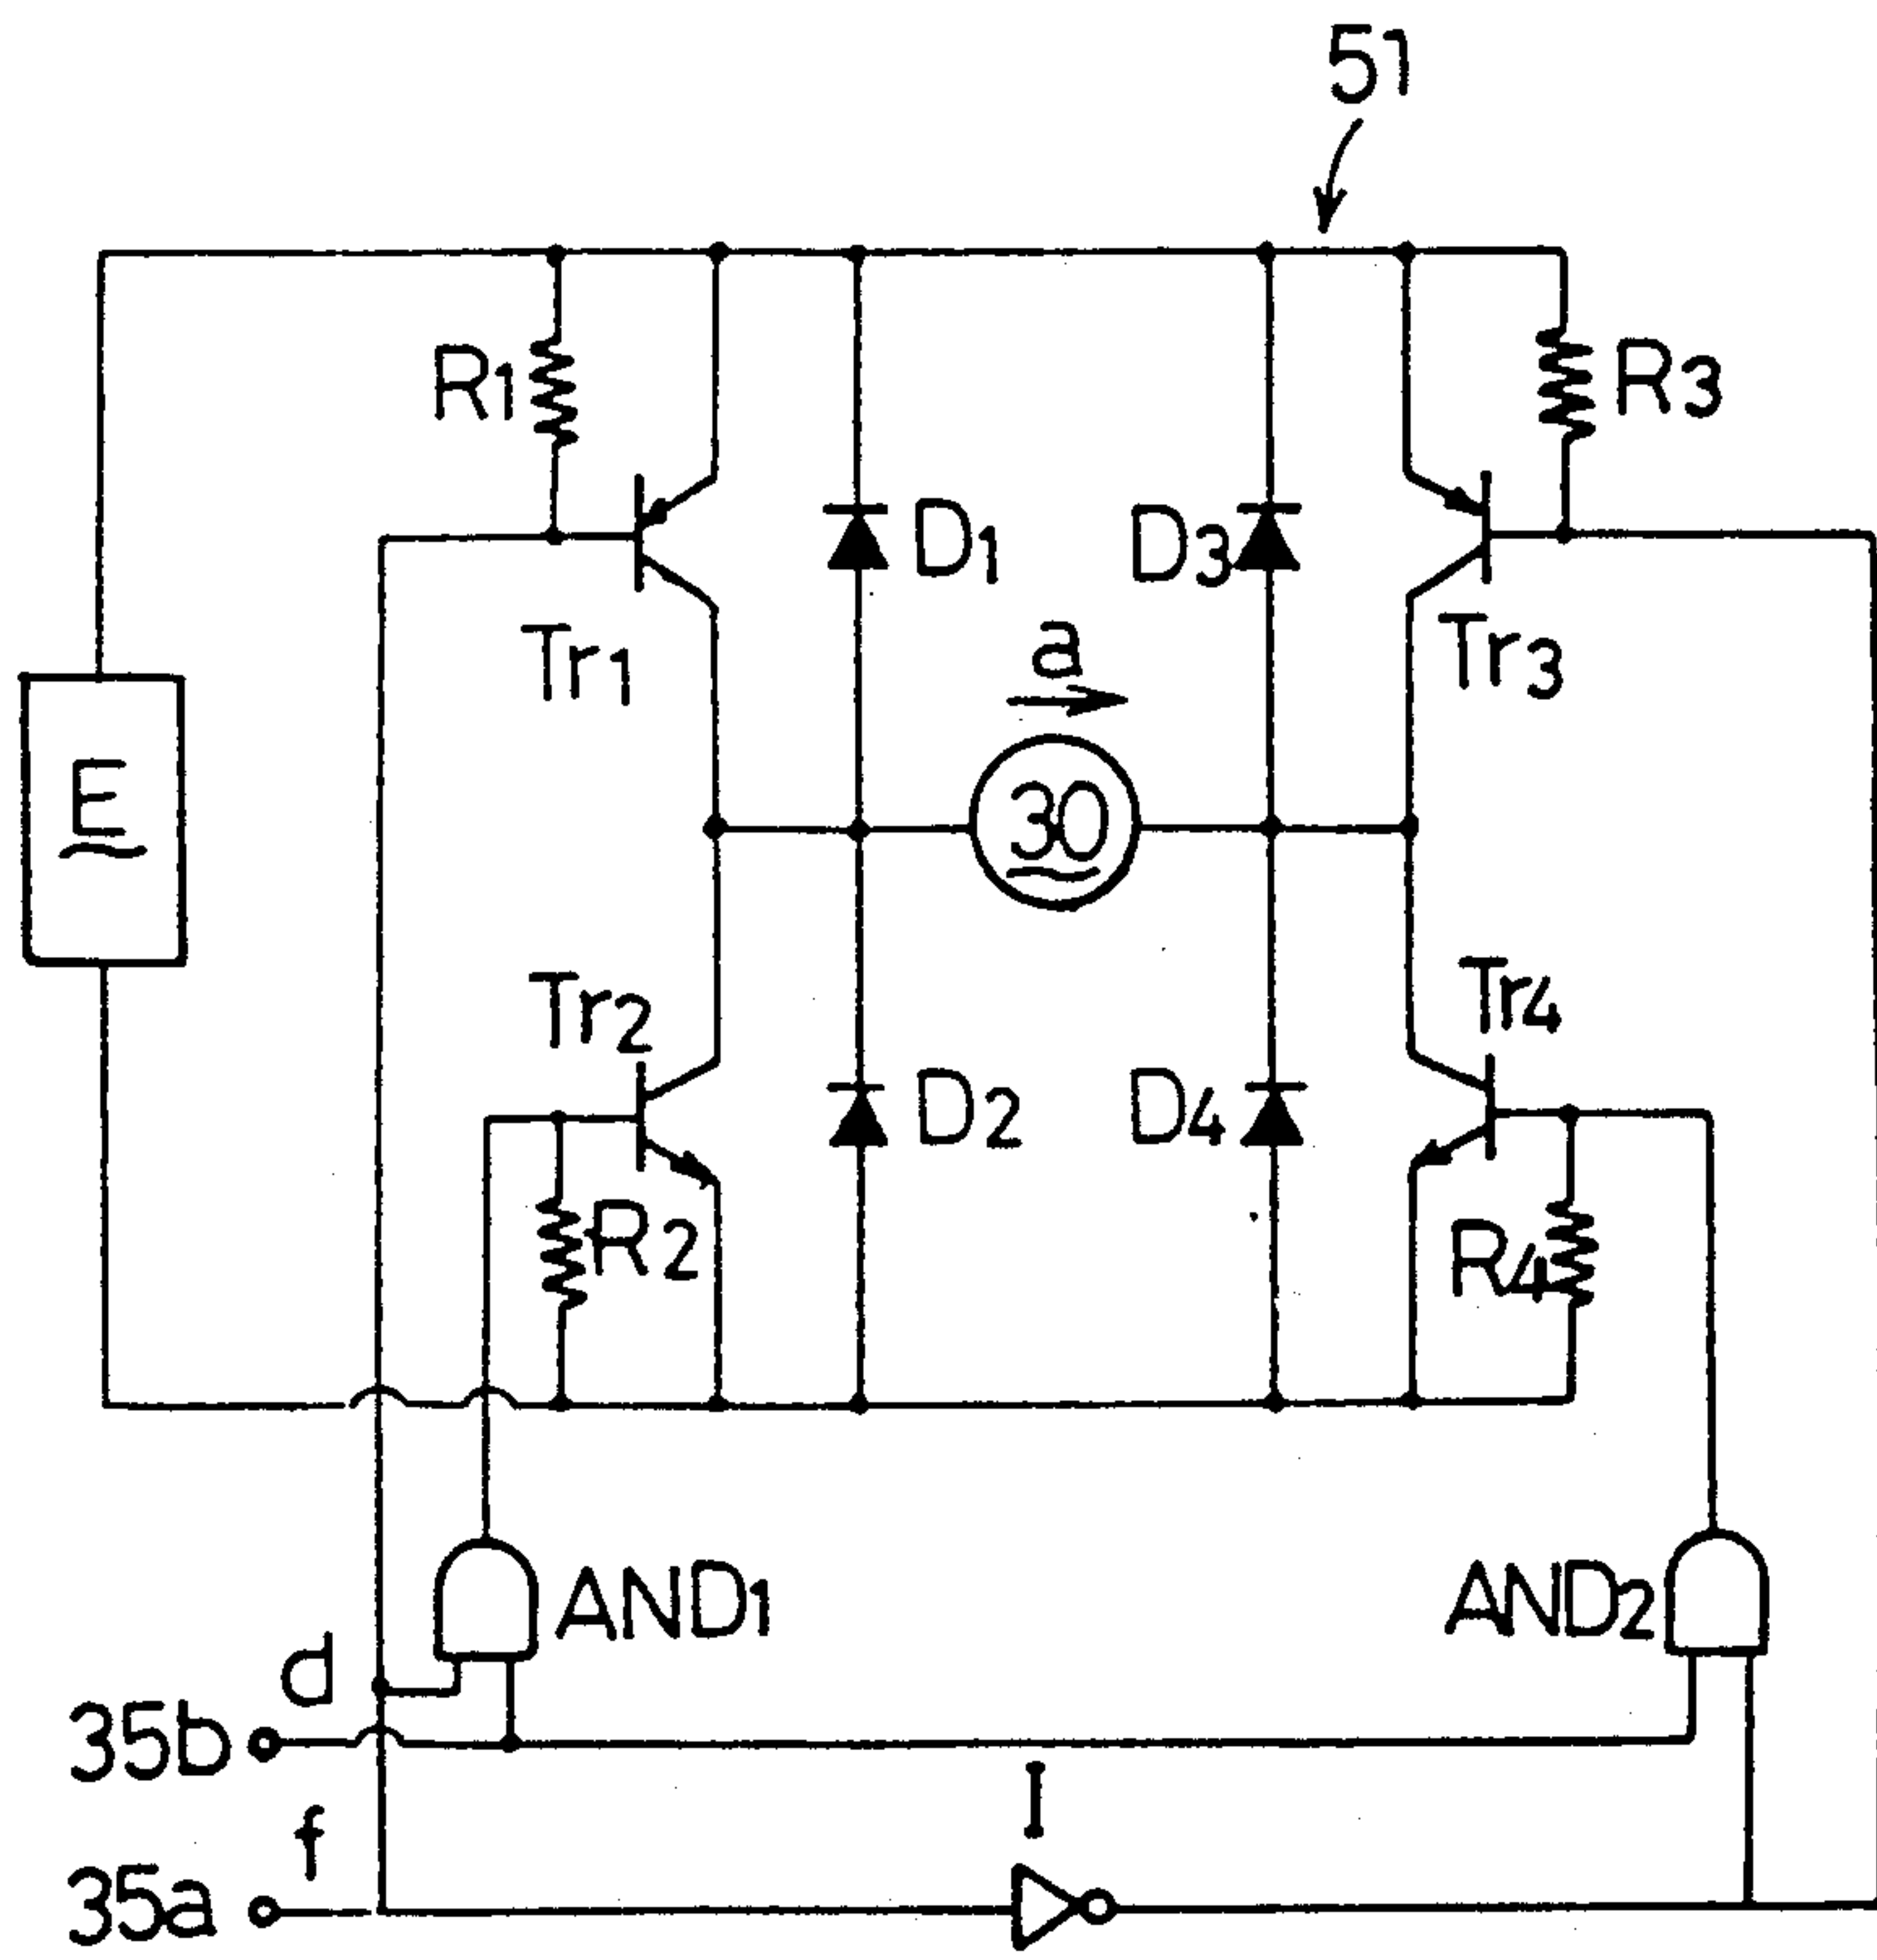 51
R1
R3
D1
D3
Tr1
a
Tr3
E
30
Tr2
Tr4
D2
D4
R2
R4
AND1
AND2
d
35b
I
f
35a